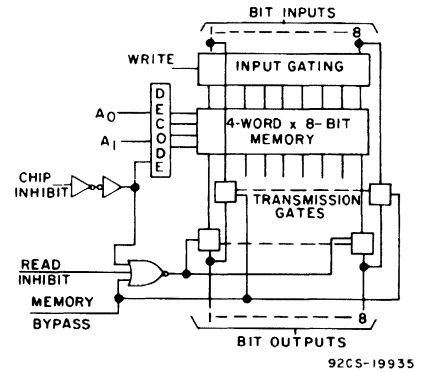 BIT INPUTS
1 8
WRITE
INPUT GATING
DECODE
A0
A1
4-WORD x 8-BIT
MEMORY
CHIP
INHIBIT
TRANSMISSION
GATES
READ
INHIBIT
MEMORY
BYPASS
1 8
BIT OUTPUTS
92CS-19935